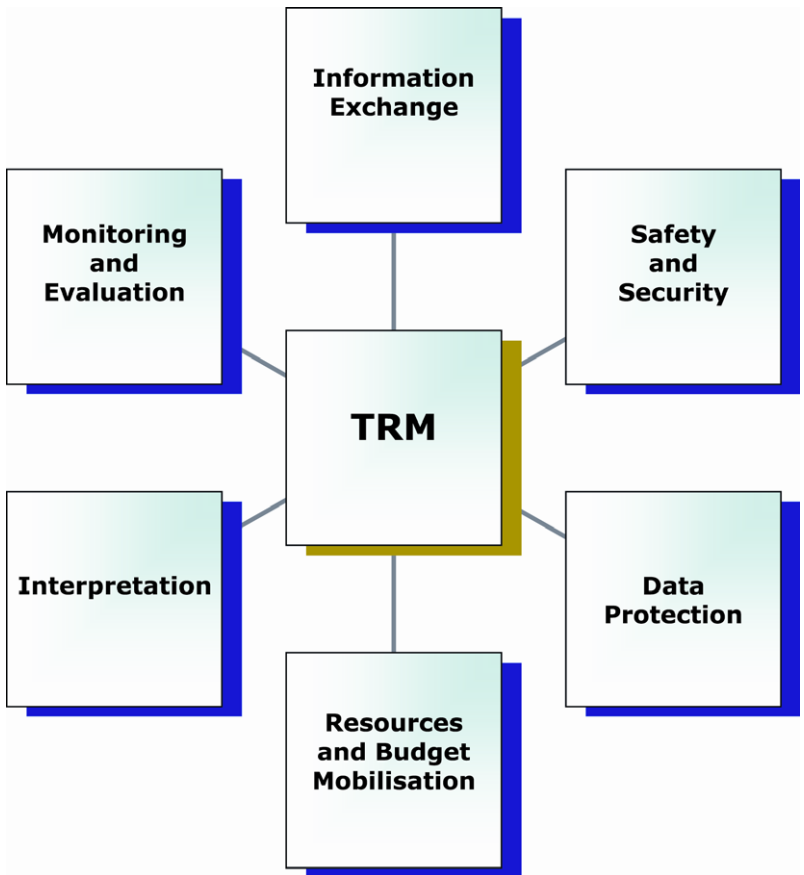 Information
Exchange
Monitoring
and
Evaluation
Safety
and
Security
TRM
Interpretation
Data
Protection
Resources
and Budget
Mobilisation